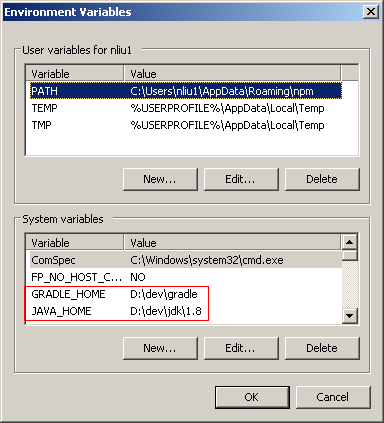 Environment Variables
User variables for nliu1
Variable Value
PATH C:\Users\nliu1\AppData\Roaming\npm
TEMP %USERPROFILE%\AppData\Local\Temp
TMP %USERPROFILE%\AppData\Local\Temp
New... Edit... Delete
System variables
Variable Value
ComSpec C:\Windows\system32\cmd.exe
FP_NO_HOST_C... NO
GRADLE_HOME D:\dev\gradle
JAVA_HOME D:\dev\jdk\1.8
New... Edit... Delete
OK Cancel